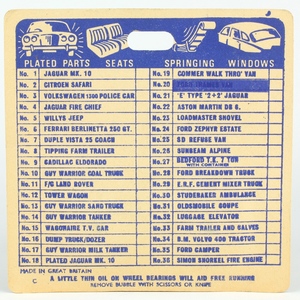 PLATED PARTS SEATS SPRINGING WINDOWS
No. 1 JAGUAR MK. 10
No. 2 CITROEN SAFARI
No. 3 VOLKSWAGEN 1300 POLICE CAR
No. 4 JAGUAR FIRE CHIEF
No. 5 WILLYS JEEP
No. 6 FERRARI BERLINETTA 250 GT.
No. 7 DUPLE VISTA 25 COACH
No. 8 TIPPING FARM TRAILER
No. 9 CADILLAC ELDORADO
No. 10 GUY WARRIOR COAL TRUCK
No. 11 F/C LAND ROVER
No. 12 TOWER WAGON
No. 13 GUY WARRIOR SAND TRUCK
No. 14 GUY WARRIOR TANKER
No. 15 WAGONAIRE T.V. CAR
No. 16 DUMP TRUCK/DOZER
No. 17 GUY WARRIOR MILK TANKER
No. 18 PLATED JAGUAR MK. 10
No. 19 COMMER WALK THRO' VAN
No. 20
No. 21 'E' TYPE '2+2' JAGUAR
No. 22 ASTON MARTIN DB 6.
No. 23 LOADMASTER SHOVEL
No. 24 FORD ZEPHYR ESTATE
No. 25 SD REFUSE VAN
No. 26 SUNBEAM ALPINE
No. 27 BEDFORD T.K. 7 TON
WITH CONTAINER
No. 28 FORD BREAKDOWN TRUCK
No. 29 E.R.F. CEMENT MIXER TRUCK
No. 30 STUDEBAKER AMBULANCE
No. 31 OLDSMOBILE COUPE
No. 32 LUGGAGE ELEVATOR
No. 33 FARM TRAILER AND CALVES
No. 34 B.M. VOLVO 400 TRACTOR
No. 35 FORD CAMPER
No. 36 SIMON SNORKEL FIRE ENGINE
MADE IN GREAT BRITAIN
C A LITTLE THIN OIL ON WHEEL BEARINGS WILL AID FREE RUNNING
REMOVE BUBBLE WITH SCISSORS OR KNIFE